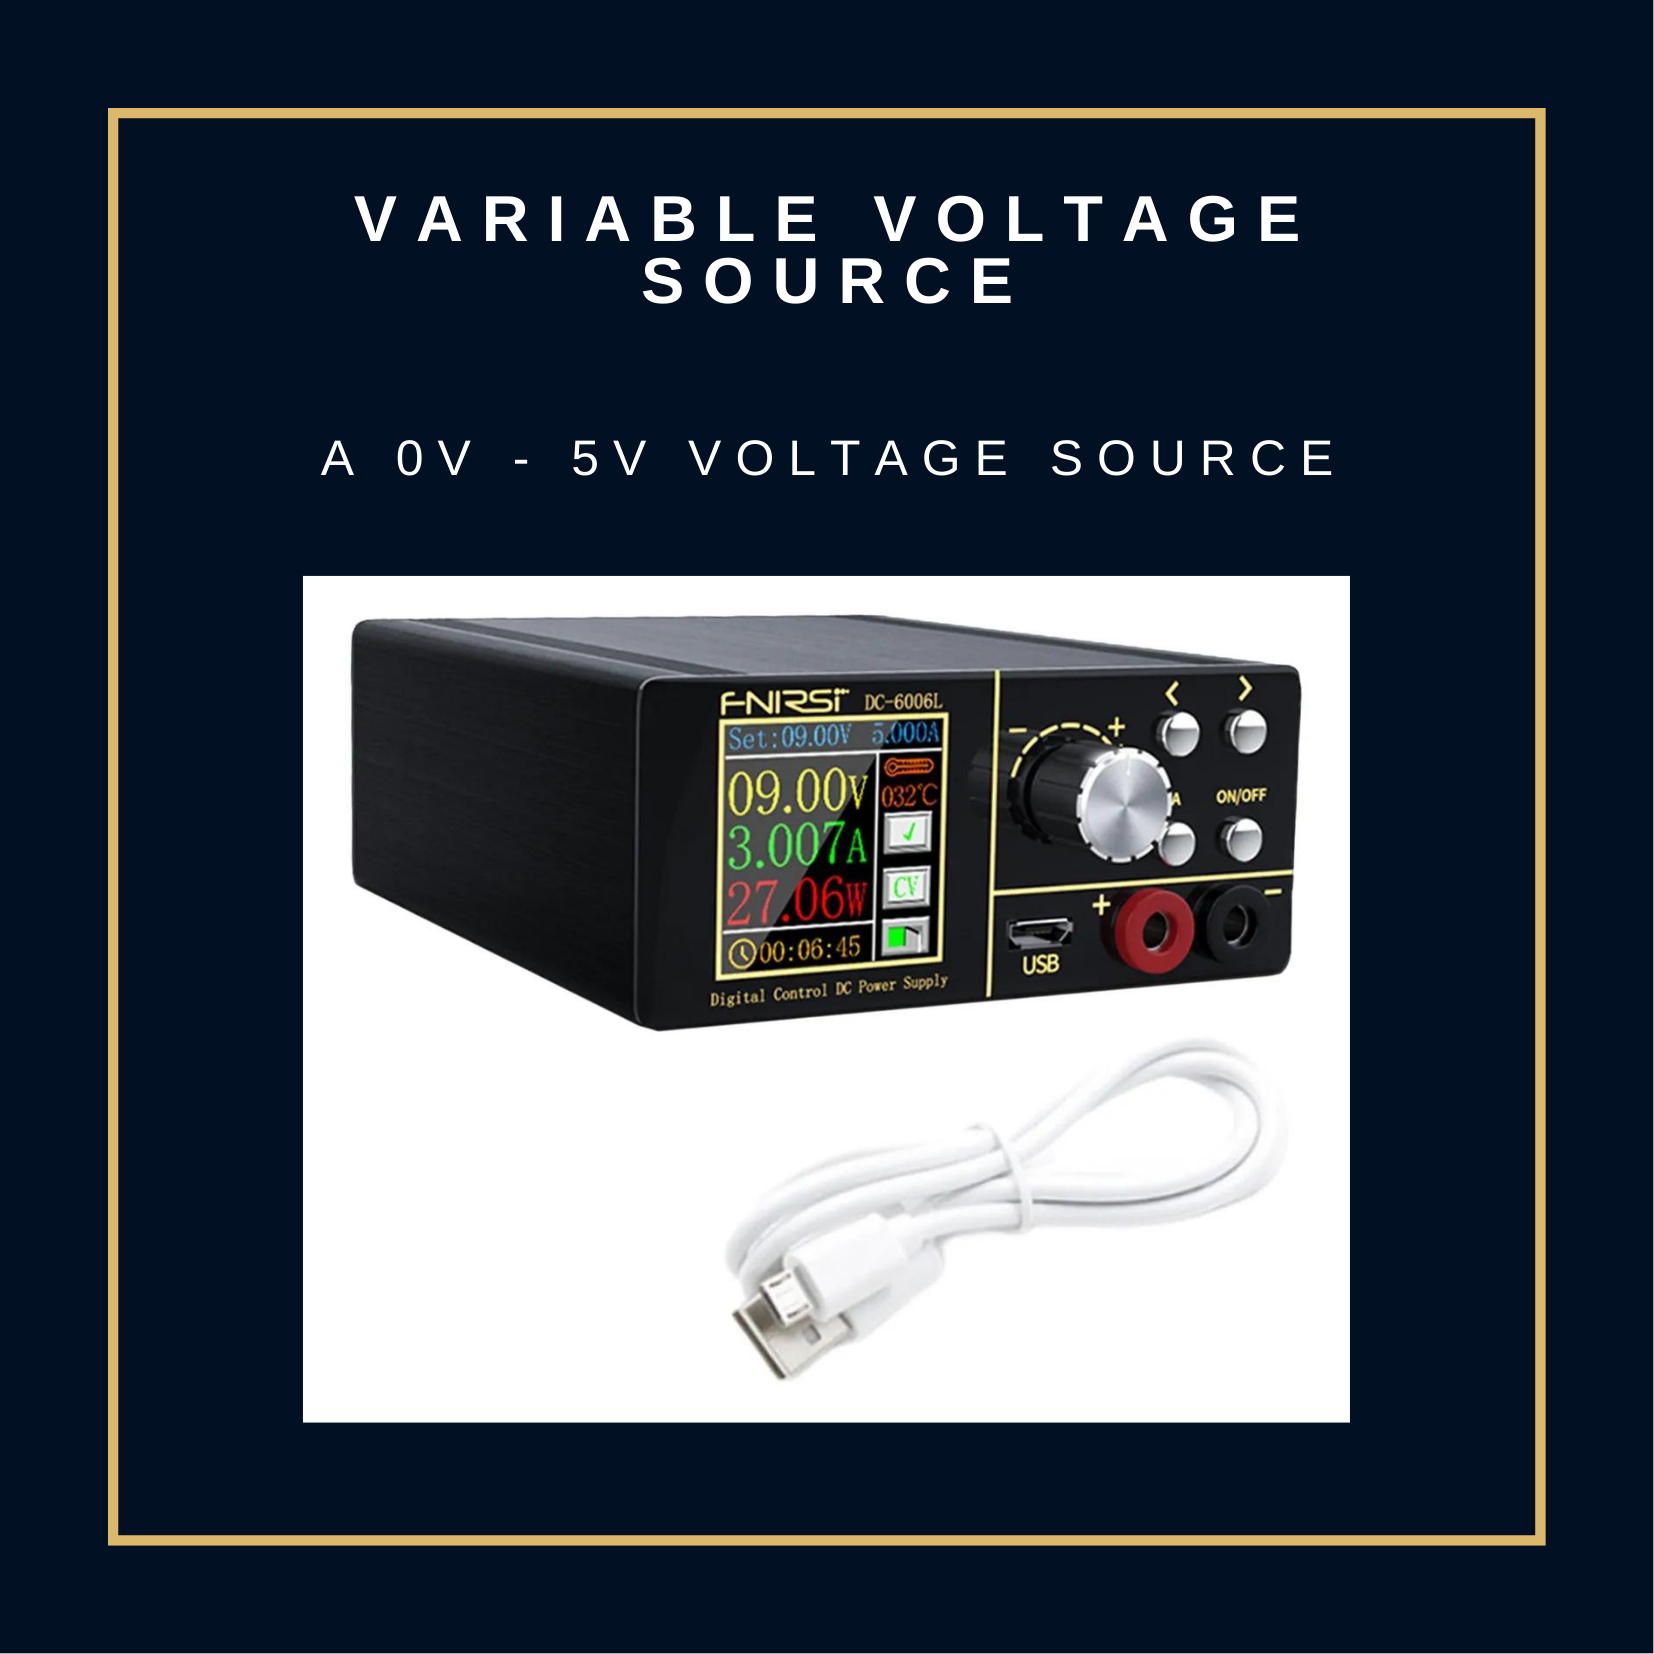 VARIABLE VOLTAGE
SOURCE
A 0V - 5V VOLTAGE SOURCE
FNIRSI DC-6006L
Set:09.00V 5.000A
09.00V
032℃
3.007A
27.06W
CV
00:06:45
Digital Control DC Power Supply
- +
< >
A ON/OFF
+ -
USB